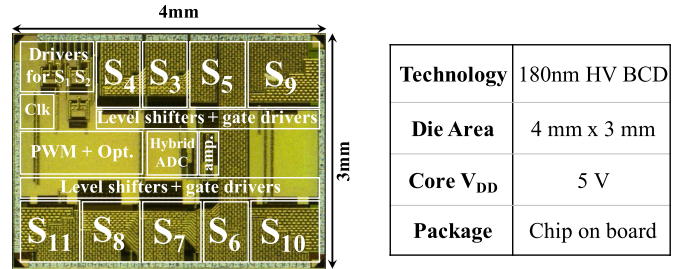 4mm
Drivers
for S1 S2
S4 S3 S5 S9
Clk
Level shifters + gate drivers
PWM + Opt.
Hybrid
ADC
amp.
Level shifters + gate drivers
S11 S8 S7 S6 S10
3mm
Technology 180nm HV BCD
Die Area 4 mm x 3 mm
Core VDD 5 V
Package Chip on board